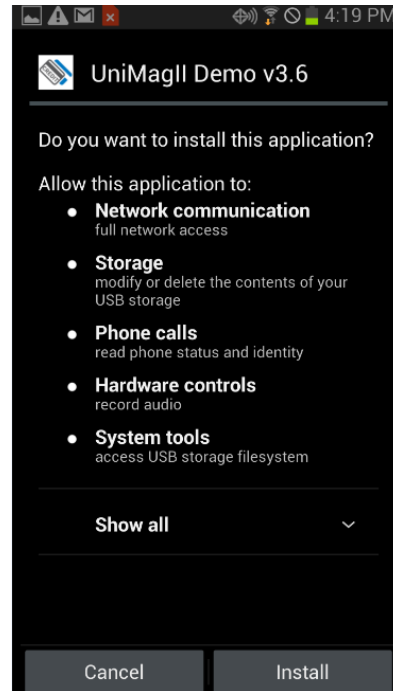 4:19 PM
UniMagII Demo v3.6
Do you want to install this application?
Allow this application to:
● Network communication
full network access
● Storage
modify or delete the contents of your
USB storage
● Phone calls
read phone status and identity
● Hardware controls
record audio
● System tools
access USB storage filesystem
Show all
Cancel Install